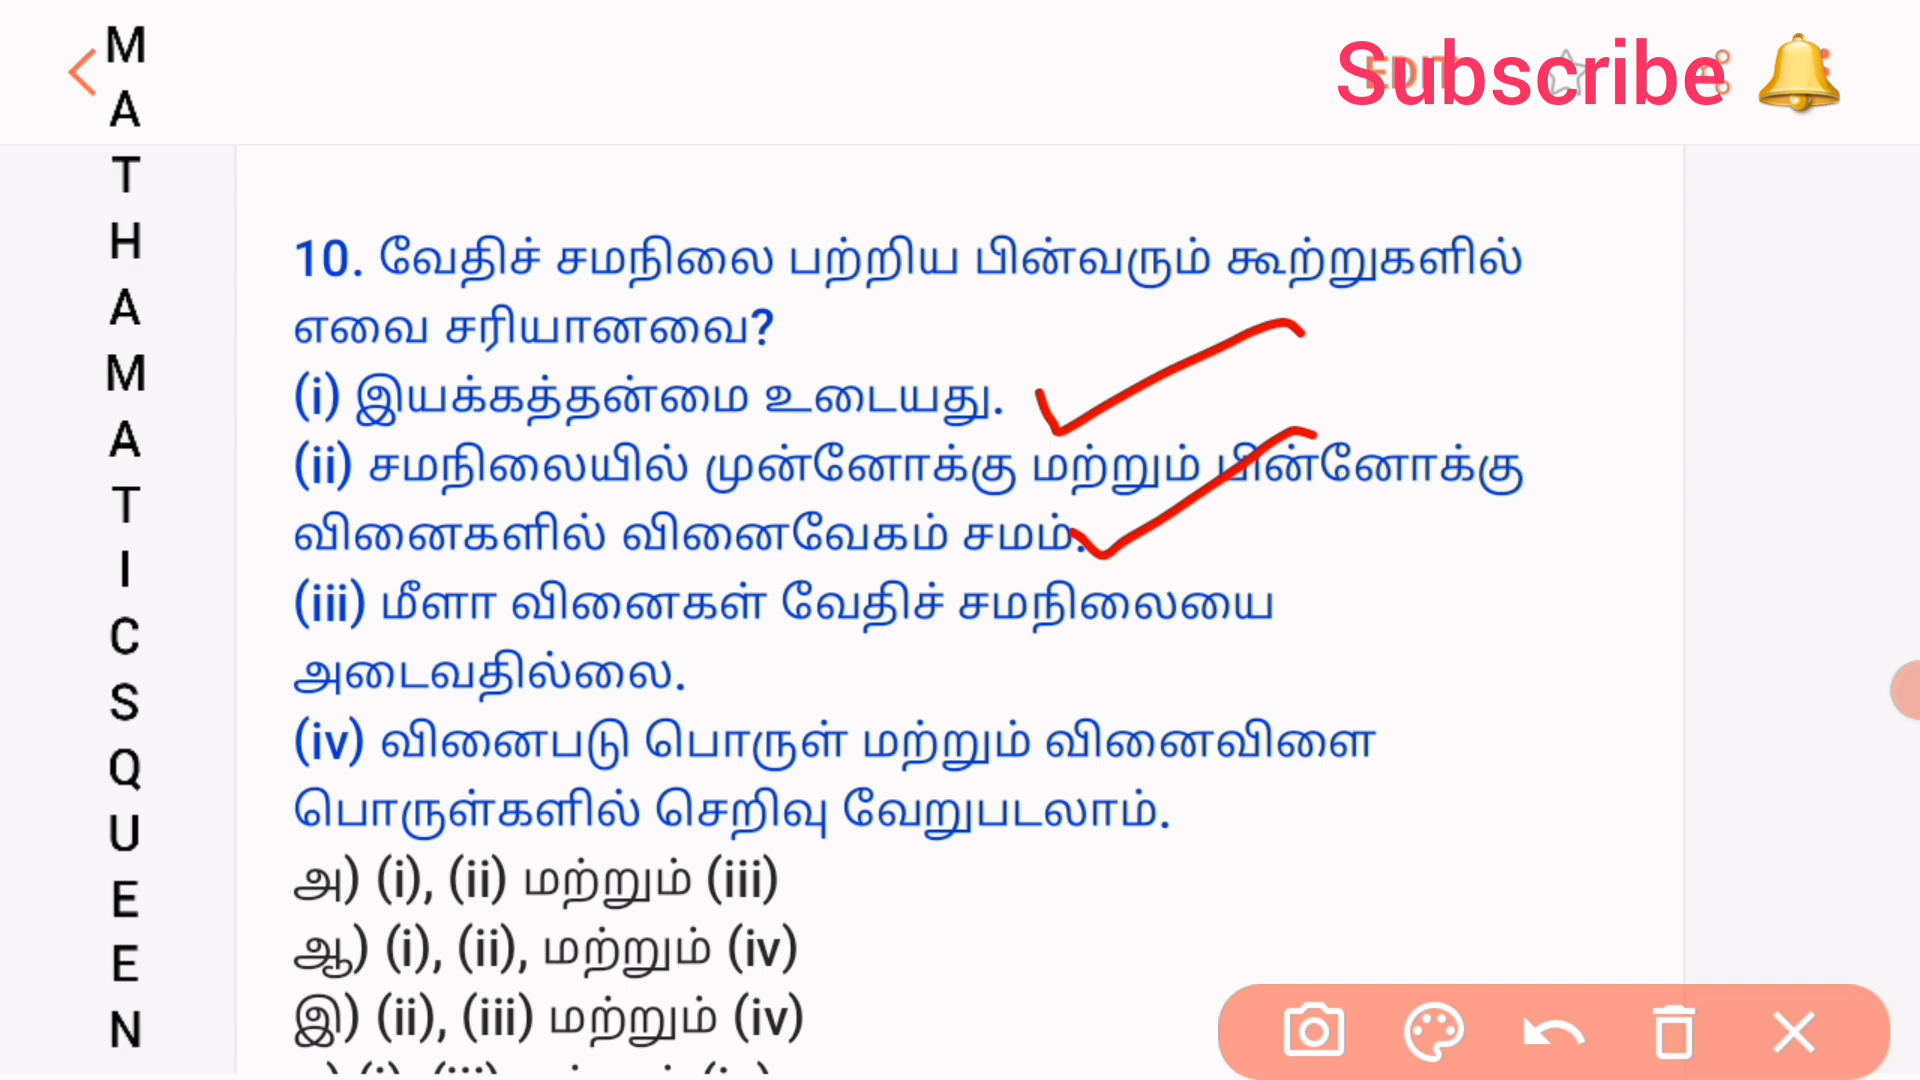 MATHAMATICSQUEEN
EDIT
Subscribe 🔔
10. வேதிச் சமநிலை பற்றிய பின்வரும் கூற்றுகளில்
எவை சரியானவை?
(i) இயக்கத்தன்மை உடையது.
(ii) சமநிலையில் முன்னோக்கு மற்றும் பின்னோக்கு
வினைகளில் வினைவேகம் சமம்.
(iii) மீளா வினைகள் வேதிச் சமநிலையை
அடைவதில்லை.
(iv) வினைபடு பொருள் மற்றும் வினைவிளை
பொருள்களில் செறிவு வேறுபடலாம்.
அ) (i), (ii) மற்றும் (iii)
ஆ) (i), (ii), மற்றும் (iv)
இ) (ii), (iii) மற்றும் (iv)